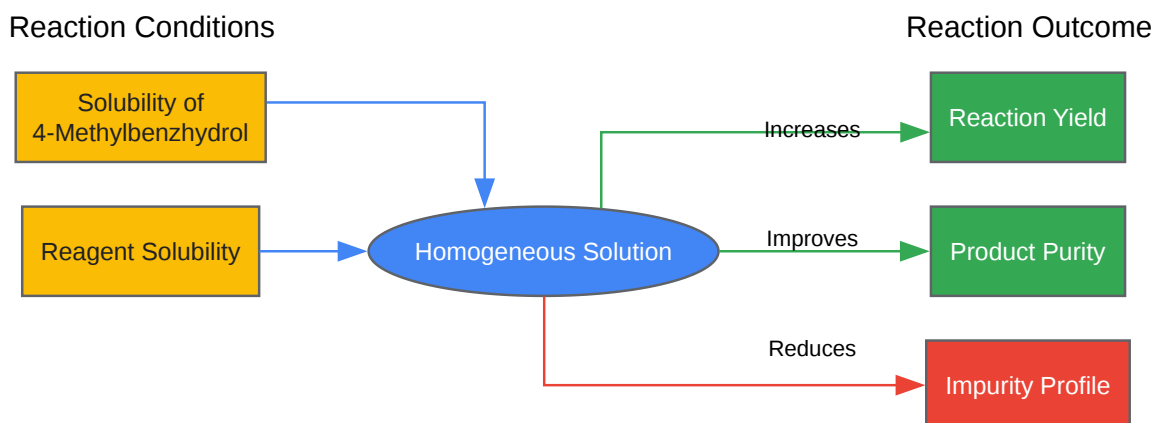 Reaction Conditions
Reaction Outcome
Solubility of
4-Methylbenzhydrol
Increases
Reaction Yield
Reagent Solubility
Homogeneous Solution
Improves
Product Purity
Reduces
Impurity Profile